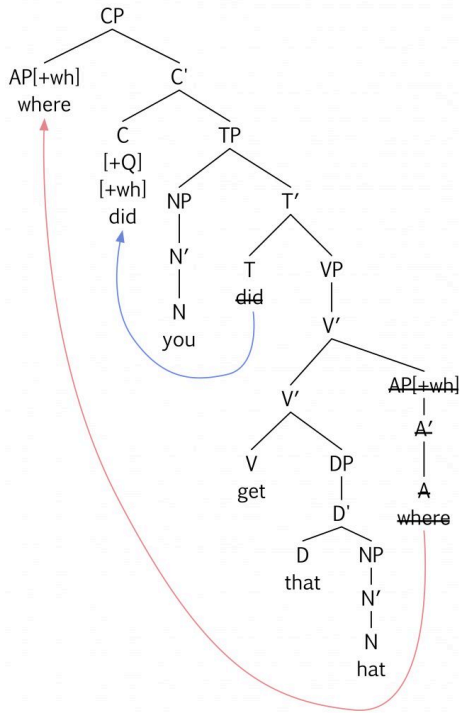 CP
AP[+wh] C'
where
C TP
[+Q]
[+wh] NP T′
did
N′ T VP
did
N V′
you
V′ AP[+wh]
A′
V DP A
get where
D'
D NP
that
N′
N
hat